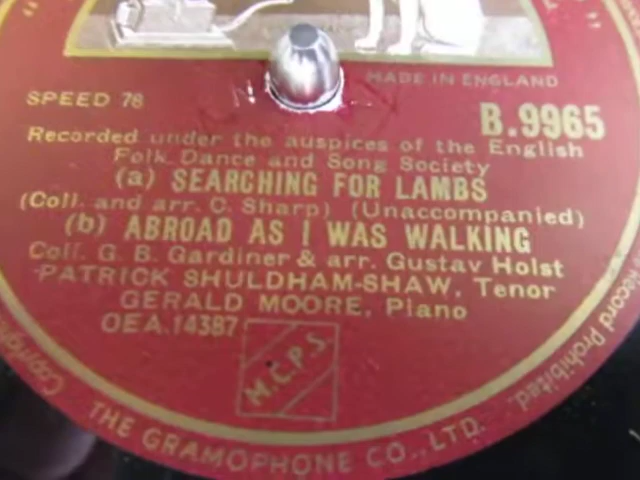 MADE IN ENGLAND
SPEED 78
B.9965
Recorded under the auspices of the English
Folk Dance and Song Society
(a) SEARCHING FOR LAMBS
(Coll. and arr. C. Sharp) (Unaccompanied)
(b) ABROAD AS I WAS WALKING
Coll. G. B. Gardiner & arr. Gustav Holst
PATRICK SHULDHAM-SHAW, Tenor
GERALD MOORE, Piano
OEA.14387
M.C.P.S.
THE GRAMOPHONE CO., LTD.
record Prohibited.
Copyright